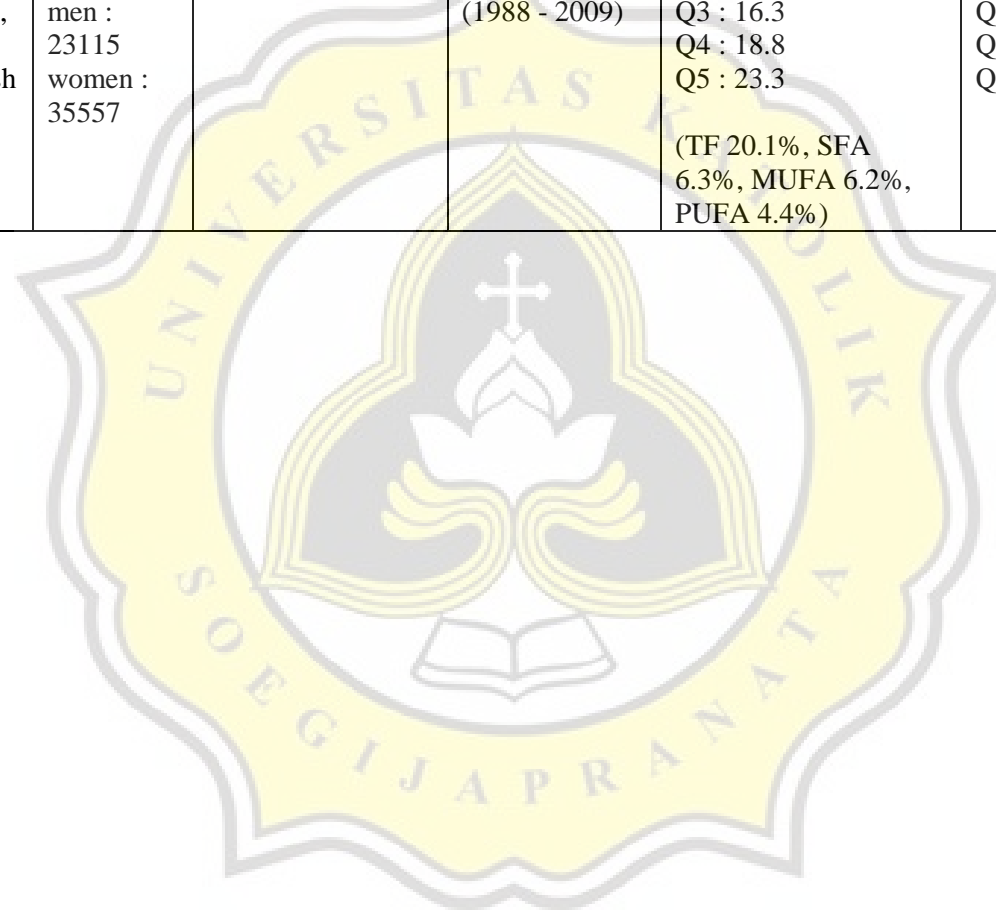 ,
h
men :
23115
women :
35557
(1988 - 2009)
Q3 : 16.3
Q4 : 18.8
Q5 : 23.3
(TF 20.1%, SFA
6.3%, MUFA 6.2%,
PUFA 4.4%)
Q
Q
Q
UNIVERSITAS KATOLIK
SOEGIJAPRANATA